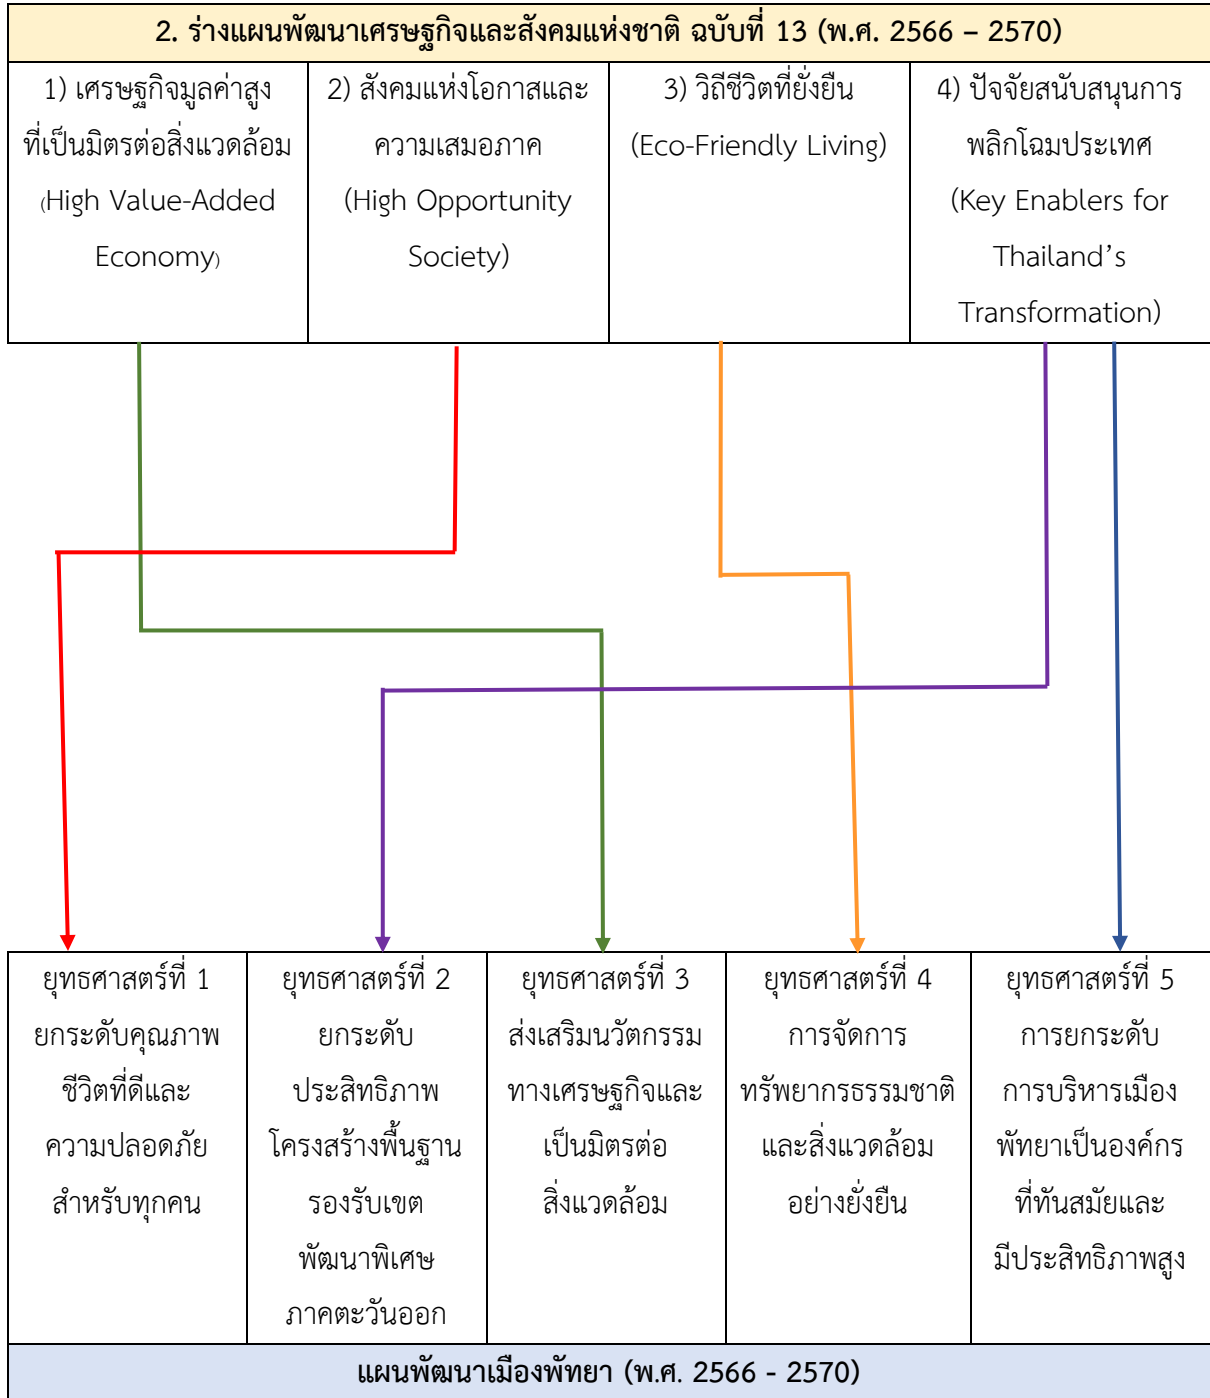 2. ร่างแผนพัฒนาเศรษฐกิจและสังคมแห่งชาติ ฉบับที่ 13 (พ.ศ. 2566 – 2570)
1) เศรษฐกิจมูลค่าสูง
ที่เป็นมิตรต่อสิ่งแวดล้อม
(High Value-Added
Economy)
2) สังคมแห่งโอกาสและ
ความเสมอภาค
(High Opportunity
Society)
3) วิถีชีวิตที่ยั่งยืน
(Eco-Friendly Living)
4) ปัจจัยสนับสนุนการ
พลิกโฉมประเทศ
(Key Enablers for
Thailand’s
Transformation)
ยุทธศาสตร์ที่ 1
ยกระดับคุณภาพ
ชีวิตที่ดีและ
ความปลอดภัย
สำหรับทุกคน
ยุทธศาสตร์ที่ 2
ยกระดับ
ประสิทธิภาพ
โครงสร้างพื้นฐาน
รองรับเขต
พัฒนาพิเศษ
ภาคตะวันออก
ยุทธศาสตร์ที่ 3
ส่งเสริมนวัตกรรม
ทางเศรษฐกิจและ
เป็นมิตรต่อ
สิ่งแวดล้อม
ยุทธศาสตร์ที่ 4
การจัดการ
ทรัพยากรธรรมชาติ
และสิ่งแวดล้อม
อย่างยั่งยืน
ยุทธศาสตร์ที่ 5
การยกระดับ
การบริหารเมือง
พัทยาเป็นองค์กร
ที่ทันสมัยและ
มีประสิทธิภาพสูง
แผนพัฒนาเมืองพัทยา (พ.ศ. 2566 - 2570)